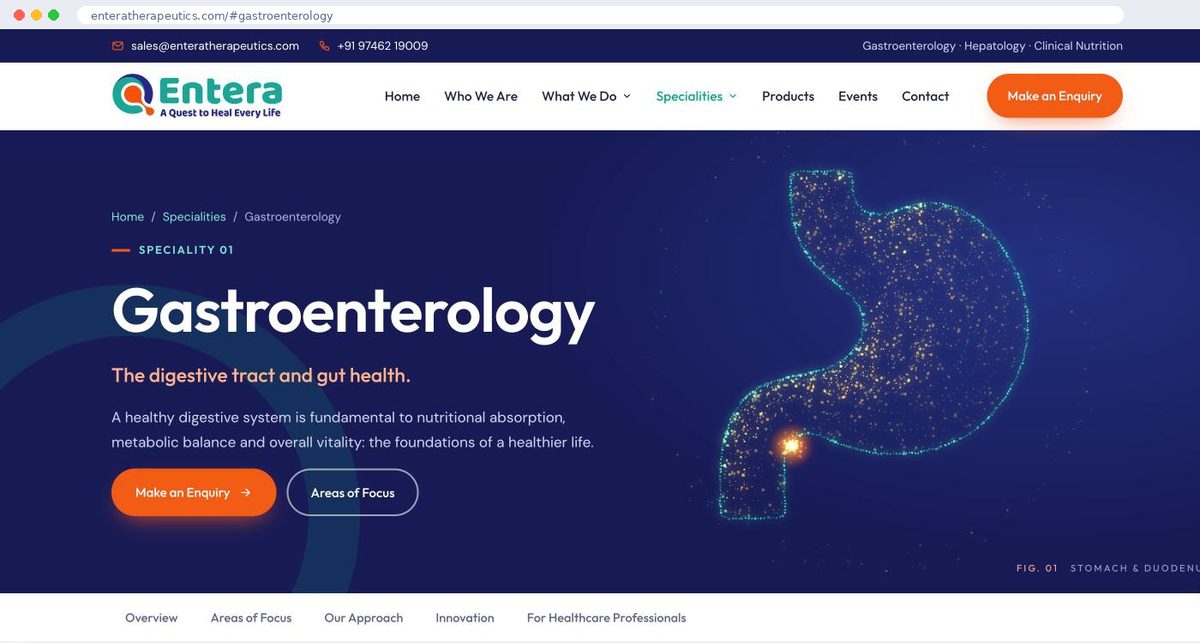 enteratherapeutics.com/#gastroenterology
sales@enteratherapeutics.com +91 97462 19009 Gastroenterology · Hepatology · Clinical Nutrition
Entera
A Quest to Heal Every Life
Home Who We Are What We Do Specialities Products Events Contact Make an Enquiry
Home / Specialities / Gastroenterology
SPECIALITY 01
Gastroenterology
The digestive tract and gut health.
A healthy digestive system is fundamental to nutritional absorption,
metabolic balance and overall vitality: the foundations of a healthier life.
Make an Enquiry → Areas of Focus
FIG. 01 STOMACH & DUODENU
Overview Areas of Focus Our Approach Innovation For Healthcare Professionals